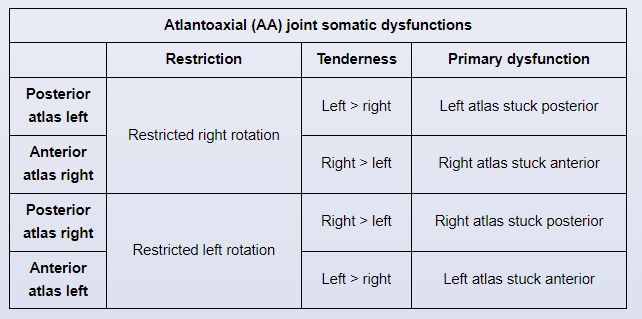 Atlantoaxial (AA) joint somatic dysfunctions
Restriction Tenderness Primary dysfunction
Posterior
atlas left
Restricted right rotation
Left > right
Left atlas stuck posterior
Anterior
atlas right
Right > left
Right atlas stuck anterior
Posterior
atlas right
Restricted left rotation
Right > left
Right atlas stuck posterior
Anterior
atlas left
Left > right
Left atlas stuck anterior